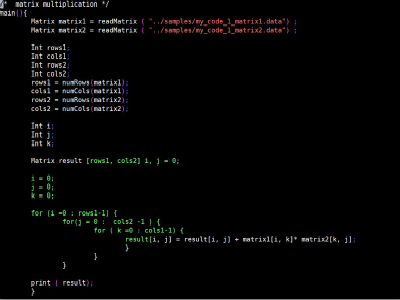 /* matrix multiplication */
main(){
Matrix matrix1 = readMatrix ( "../samples/my_code_1_matrix1.data") ;
Matrix matrix2 = readMatrix ( "../samples/my_code_1_matrix2.data") ;
Int rows1;
Int cols1;
Int rows2;
Int cols2;
rows1 = numRows(matrix1);
cols1 = numCols(matrix1);
rows2 = numRows(matrix2);
cols2 = numCols(matrix2);
Int i;
Int j;
Int k;
Matrix result [rows1, cols2] i, j = 0;
i = 0;
j = 0;
k = 0;
for (i =0 : rows1-1) {
for(j = 0 :  cols2 -1 ) {
for ( k =0 : cols1-1) {
result[i, j] = result[i, j] + matrix1[i, k]* matrix2[k, j];
}
}
}
print ( result);
}